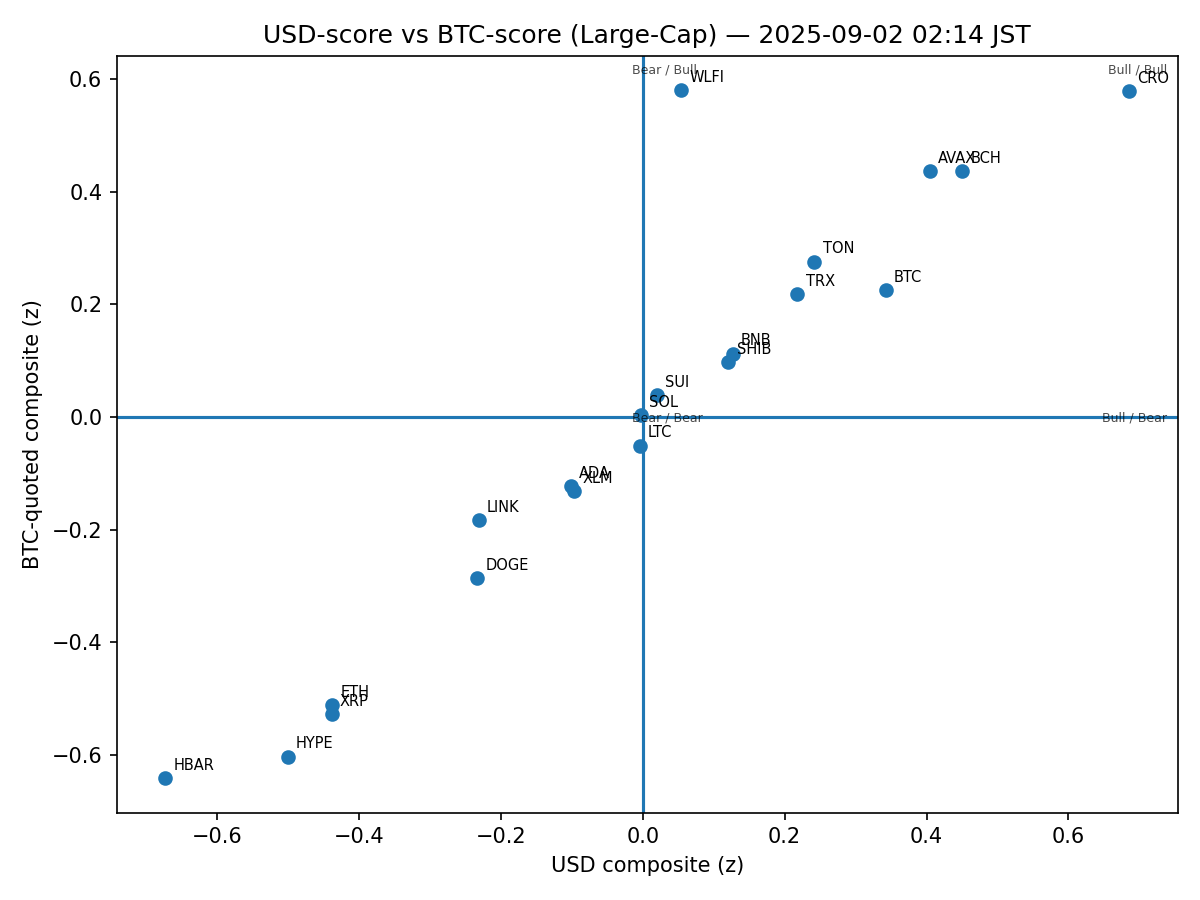 USD-score vs BTC-score (Large-Cap) — 2025-09-02 02:14 JST
Bear / Bull
Bull / Bull
WLFI
CRO
AVAX
BCH
TON
BTC
TRX
BNB
SHIB
SUI
SOL
Bear / Bear
Bull / Bear
LTC
ADA
XLM
LINK
DOGE
ETH
XRP
HYPE
HBAR
0.6
0.4
0.2
0.0
−0.2
−0.4
−0.6
BTC-quoted composite (z)
−0.6
−0.4
−0.2
0.0
0.2
0.4
0.6
USD composite (z)